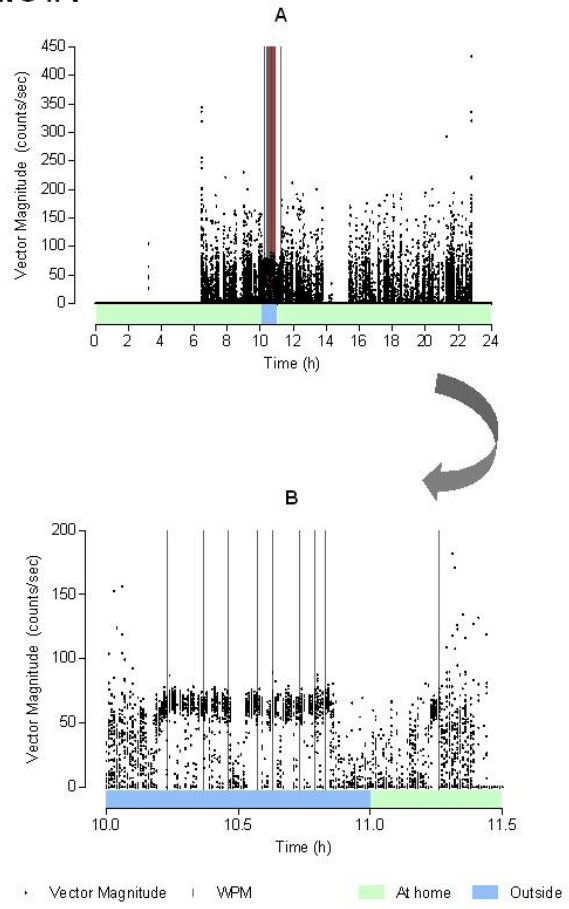 A
Vector Magnitude (counts/sec)
450
400
350
300
250
200
150
100
50
0
0 2 4 6 8 10 12 14 16 18 20 22 24
Time (h)
B
Vector Magnitude (counts/sec)
200
150
100
50
0
10.0 10.5 11.0 11.5
Time (h)
Vector Magnitude WPM At home Outside